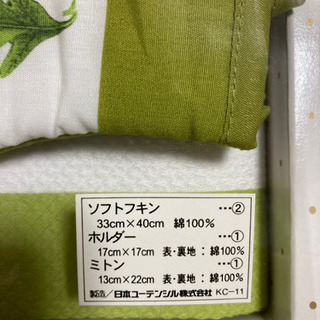 ソフトフキン …②
33cm×40cm 綿100%
ホルダー …①
17cm×17cm 表・裏地：綿100%
ミトン …①
13cm×22cm 表・裏地：綿100%
製造／日本コーテンシル株式会社 KC-11